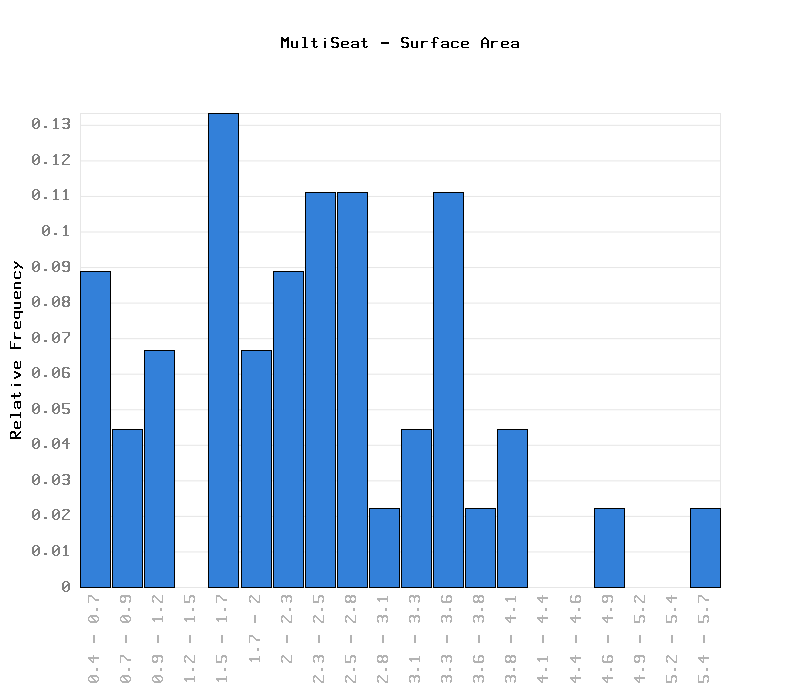 MultiSeat - Surface Area
Relative Frequency
0.13
0.12
0.11
0.1
0.09
0.08
0.07
0.06
0.05
0.04
0.03
0.02
0.01
0
0.4 - 0.7
0.7 - 0.9
0.9 - 1.2
1.2 - 1.5
1.5 - 1.7
1.7 - 2
2 - 2.3
2.3 - 2.5
2.5 - 2.8
2.8 - 3.1
3.1 - 3.3
3.3 - 3.6
3.6 - 3.8
3.8 - 4.1
4.1 - 4.4
4.4 - 4.6
4.6 - 4.9
4.9 - 5.2
5.2 - 5.4
5.4 - 5.7